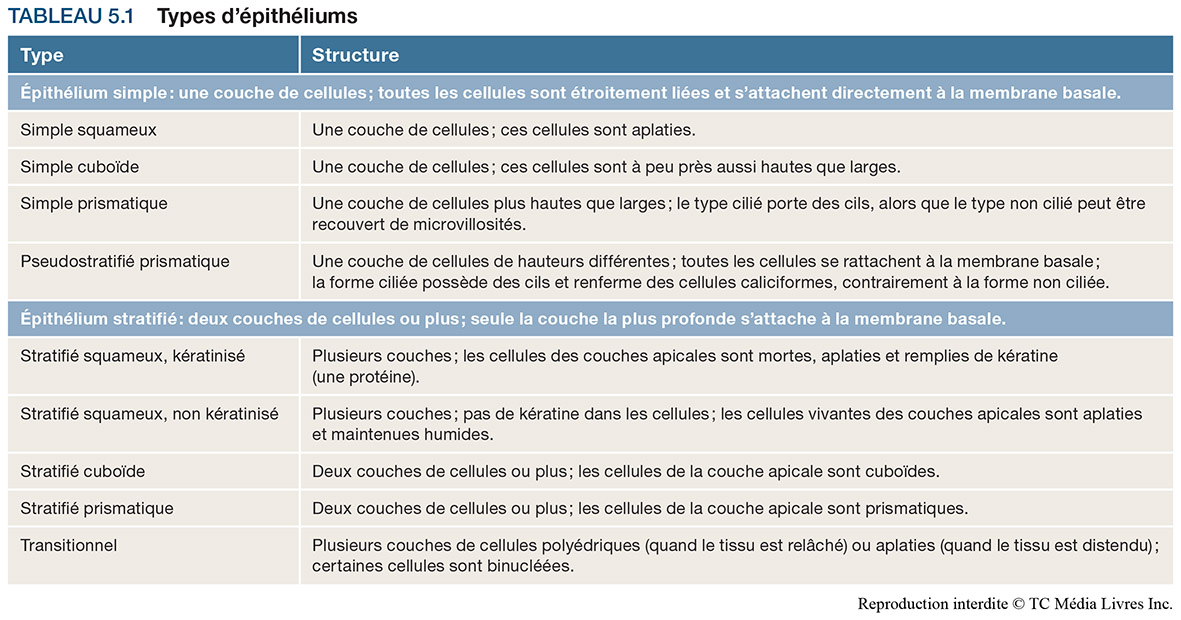 TABLEAU 5.1 Types d’épithéliums
Type Structure
Épithélium simple : une couche de cellules ; toutes les cellules sont étroitement liées et s’attachent directement à la membrane basale.
Simple squameux Une couche de cellules ; ces cellules sont aplaties.
Simple cuboïde Une couche de cellules ; ces cellules sont à peu près aussi hautes que larges.
Simple prismatique Une couche de cellules plus hautes que larges ; le type cilié porte des cils, alors que le type non cilié peut être
recouvert de microvillosités.
Pseudostratifié prismatique Une couche de cellules de hauteurs différentes ; toutes les cellules se rattachent à la membrane basale ;
la forme ciliée possède des cils et renferme des cellules caliciformes, contrairement à la forme non ciliée.
Épithélium stratifié : deux couches de cellules ou plus ; seule la couche la plus profonde s’attache à la membrane basale.
Stratifié squameux, kératinisé Plusieurs couches ; les cellules des couches apicales sont mortes, aplaties et remplies de kératine
(une protéine).
Stratifié squameux, non kératinisé Plusieurs couches ; pas de kératine dans les cellules ; les cellules vivantes des couches apicales sont aplaties
et maintenues humides.
Stratifié cuboïde Deux couches de cellules ou plus ; les cellules de la couche apicale sont cuboïdes.
Stratifié prismatique Deux couches de cellules ou plus ; les cellules de la couche apicale sont prismatiques.
Transitionnel Plusieurs couches de cellules polyédriques (quand le tissu est relâché) ou aplaties (quand le tissu est distendu) ;
certaines cellules sont binucléées.
Reproduction interdite © TC Média Livres Inc.